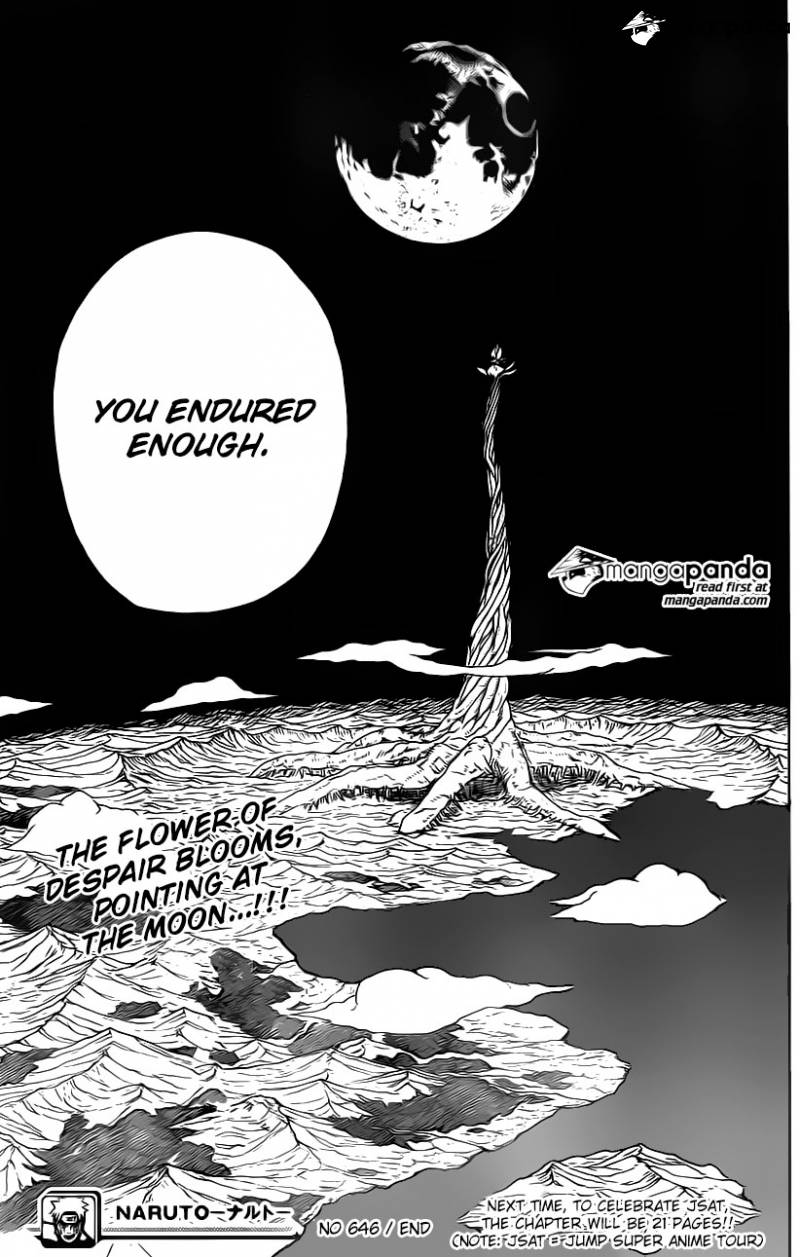 mangapanda
YOU ENDURED
ENOUGH.
mangapanda
read first at
mangapanda.com
THE FLOWER OF
DESPAIR BLOOMS,
POINTING AT
THE MOON...!!!
NARUTO—ナルト—
NO 646 / END
NEXT TIME, TO CELEBRATE JSAT,
THE CHAPTER WILL BE 21 PAGES!!
(NOTE: JSAT = JUMP SUPER ANIME TOUR)